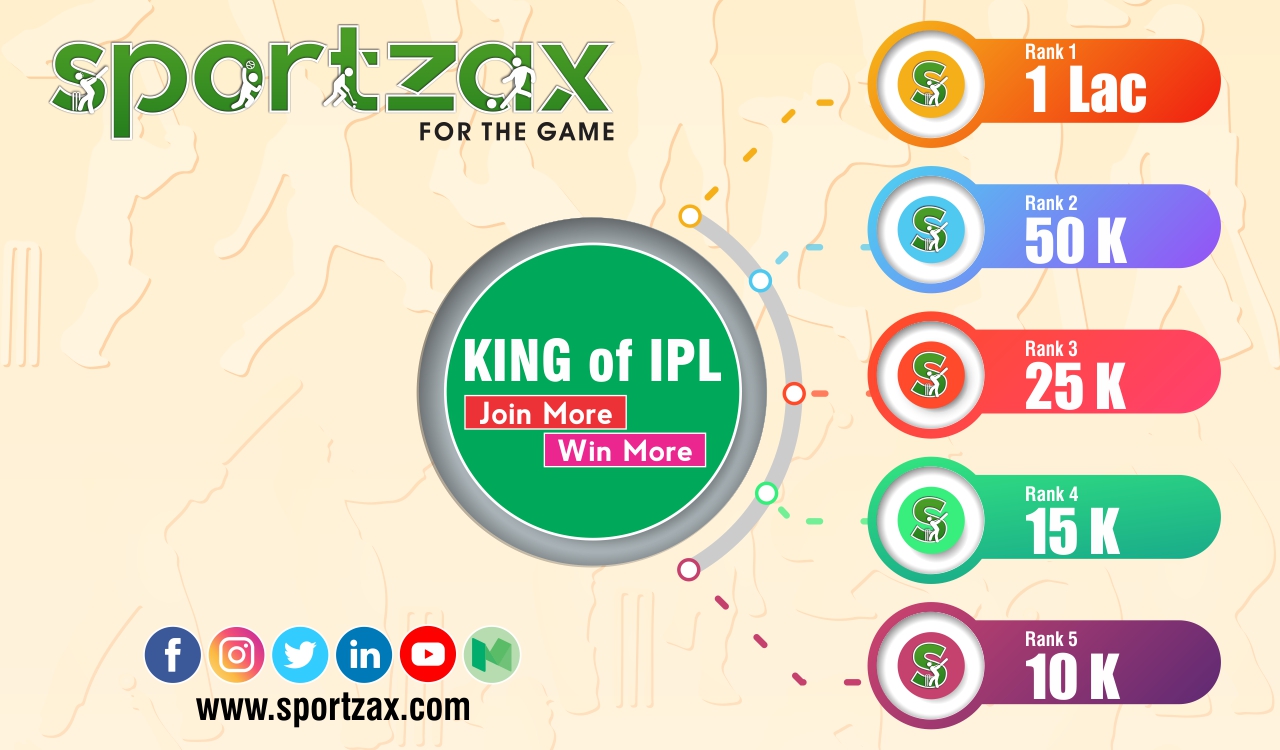 sportzax
FOR THE GAME
KING of IPL
Join More
Win More
Rank 1
1 Lac
Rank 2
50 K
Rank 3
25 K
Rank 4
15 K
Rank 5
10 K
www.sportzax.com